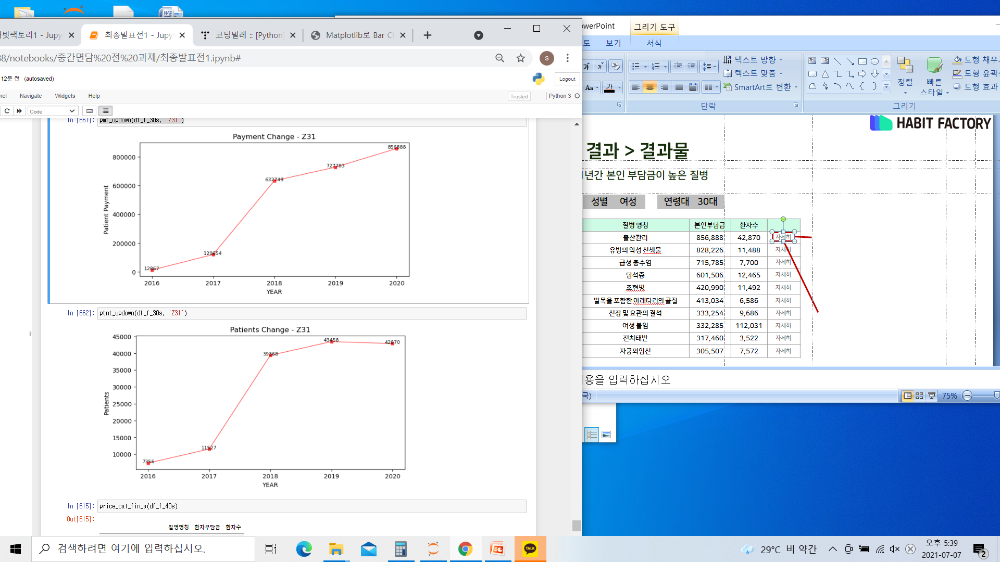 배빗팩토리1 - Jupy
최종발표전1 - Jupy
코딩벌레 :: [Python]
Matplotlib로 Bar C
38/notebooks/중간면담%20전%20과제/최종발표전1.ipynb#
S
12분 전 (autosaved)
Logout
nel Navigate Widgets Help
Trusted
Python 3
Code
In [661]: pmt_updown(df_f_30s, 'Z31')
Payment Change - Z31
Patient Payment
800000
600000
400000
200000
0
12867
120654
632749
727783
856888
2016 2017 2018 2019 2020
YEAR
In [662]: ptnt_updown(df_f_30s, 'Z31')
Patients Change - Z31
Patients
45000
40000
35000
30000
25000
20000
15000
10000
7356
11527
39368
43458
42870
2016 2017 2018 2019 2020
YEAR
In [615]: price_cal_fin_a(df_f_40s)
Out[615]:
질병명칭 환자부담금 환자수
owerPoint
그리기 도구
토 보기 서식
가 가
Aa 가
텍스트 방향
텍스트 맞춤
SmartArt로 변환
단락
정렬
빠른
스타일
도형 채우
도형 윤곽
도형 효과
그리기
HABIT FACTORY
결과 > 결과물
1년간 본인 부담금이 높은 질병
성별 여성 연령대 30대
질병 명칭 본인부담금 환자수
출산관리 856,888 42,870 자세히
유방의 악성 신생물 828,226 11,488 자세히
급성 충수염 715,785 7,700 자세히
담석증 601,506 12,465 자세히
조현병 420,990 11,492 자세히
발목을 포함한 아래다리의 골절 413,034 6,586 자세히
신장 및 요관의 결석 333,254 9,686 자세히
여성 불임 332,285 112,031 자세히
전치태반 317,460 3,522 자세히
자궁외임신 305,507 7,572 자세히
용을 입력하십시오
국)
75%
검색하려면 여기에 입력하십시오.
TALK
29°C 비 약간
오후 5:39
2021-07-07
2